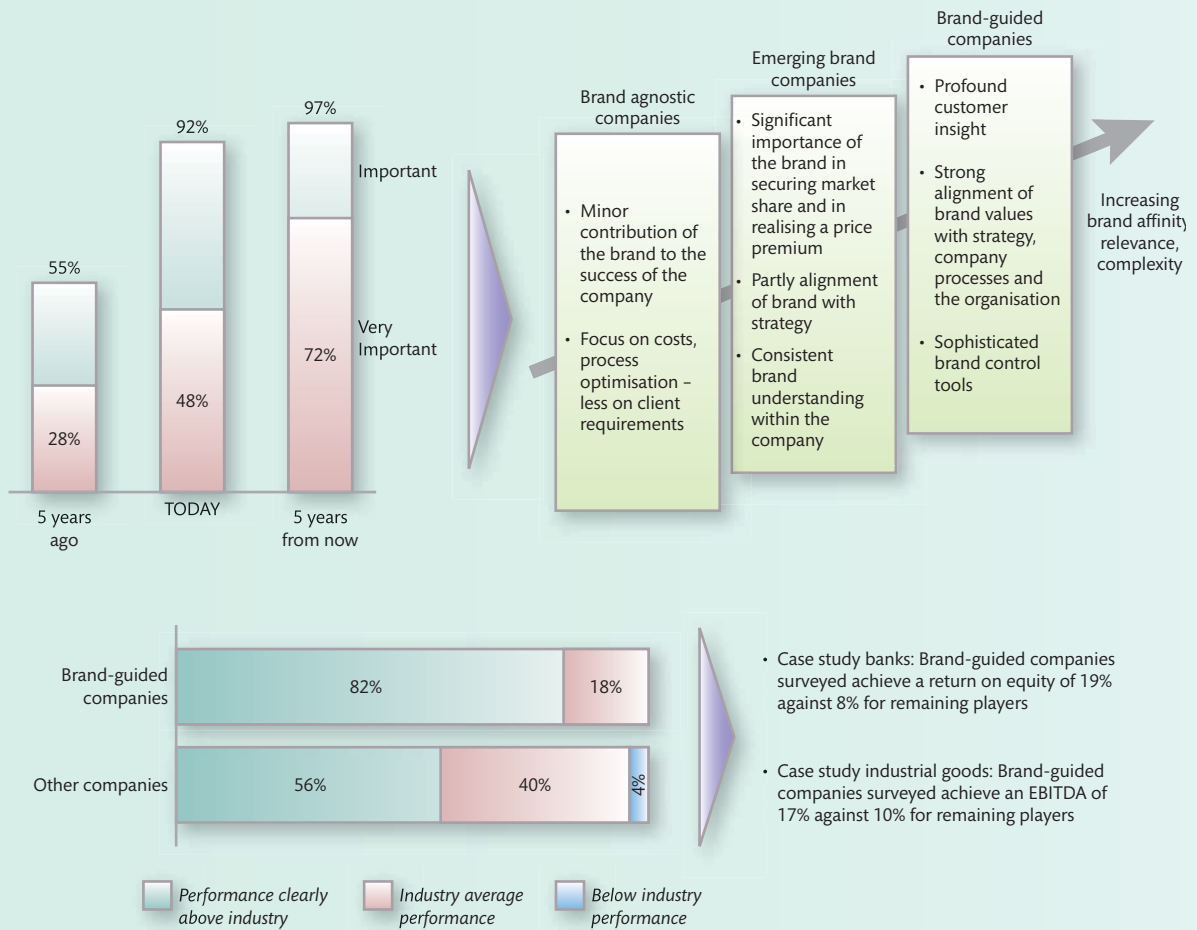 55%
28%
5 years
ago
92%
48%
TODAY
97%
72%
5 years
from now
Important
Very
Important
Brand agnostic
companies
• Minor
contribution of
the brand to the
success of the
company
• Focus on costs,
process
optimisation –
less on client
requirements
Emerging brand
companies
• Significant
importance of
the brand in
securing market
share and in
realising a price
premium
• Partly alignment
of brand with
strategy
• Consistent
brand
understanding
within the
company
Brand-guided
companies
• Profound
customer
insight
• Strong
alignment of
brand values
with strategy,
company
processes and
the organisation
• Sophisticated
brand control
tools
Increasing
brand affinity
relevance,
complexity
Brand-guided
companies
82%
18%
Other companies
56%
40%
4%
• Case study banks: Brand-guided companies
surveyed achieve a return on equity of 19%
against 8% for remaining players
• Case study industrial goods: Brand-guided
companies surveyed achieve an EBITDA of
17% against 10% for remaining players
Performance clearly
above industry
Industry average
performance
Below industry
performance